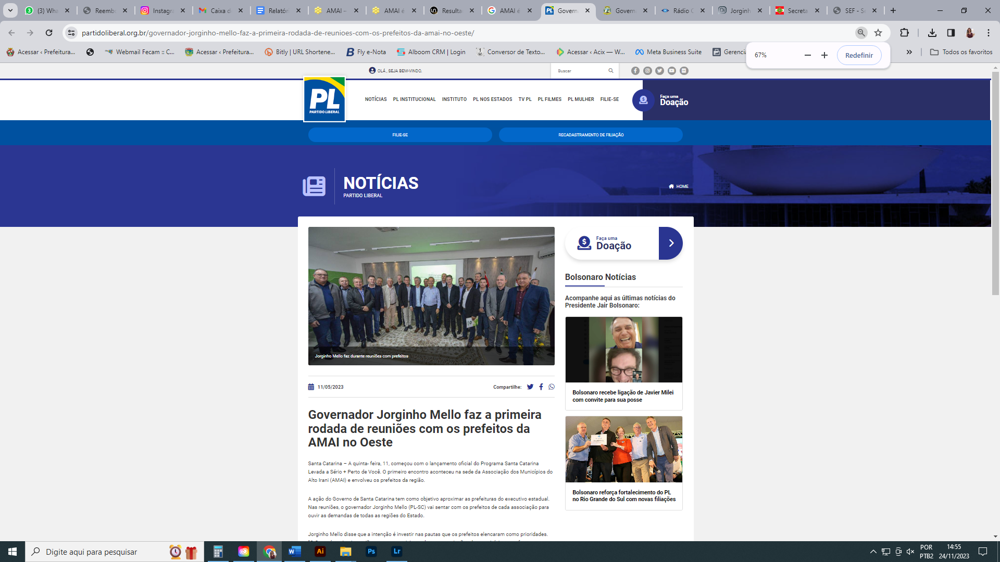 (3) Wha
Reemb
Instagra
Caixa d
Relatóri
AMAI –
AMAI é
Resulta
AMAI é
Govern
Govern
Rádio C
Jorginh
Secreta
SEF - S
partidoliberal.org.br/governador-jorginho-mello-faz-a-primeira-rodada-de-reunioes-com-os-prefeitos-da-amai-no-oeste/
Acessar ‹ Prefeitura...
Webmail Fecam :: C...
Acessar ‹ Prefeitura...
Bitly | URL Shortene...
Fly e-Nota
Alboom CRM | Login
Conversor de Texto...
Acessar ‹ Acix — W...
Meta Business Suite
Gerencia
»
Todos os favoritos
67%
Redefinir
OLÁ , SEJA BEM-VINDO.
Buscar
PL
PARTIDO LIBERAL
NOTÍCIAS PL INSTITUCIONAL INSTITUTO PL NOS ESTADOS TV PL PL FILMES PL MULHER FILIE-SE
Faça uma
Doação
FILIE-SE
RECADASTRAMENTO DE FILIAÇÃO
NOTÍCIAS
PARTIDO LIBERAL
HOME
Jorginho Mello faz durante reuniões com prefeitos
11/05/2023
Compartilhe:
Governador Jorginho Mello faz a primeira
rodada de reuniões com os prefeitos da
AMAI no Oeste
Santa Catarina – A quinta- feira, 11, começou com o lançamento oficial do Programa Santa Catarina
Levada a Sério + Perto de Você. O primeiro encontro aconteceu na sede da Associação dos Municípios do
Alto Irani (AMAI) e envolveu os prefeitos da região.
A ação do Governo de Santa Catarina tem como objetivo aproximar as prefeituras do executivo estadual.
Nas reuniões, o governador Jorginho Mello (PL-SC) vai sentar com os prefeitos de cada associação para
ouvir as demandas de todas as regiões do Estado.
Jorginho Mello disse que a intenção é investir nas pautas que os prefeitos elencaram como prioridades.
Faça uma
Doação
Bolsonaro Notícias
Acompanhe aqui as últimas notícias do
Presidente Jair Bolsonaro:
Bolsonaro recebe ligação de Javier Milei
com convite para sua posse
Bolsonaro reforça fortalecimento do PL
no Rio Grande do Sul com novas filiações
Digite aqui para pesquisar
Ai
Ps
Lr
POR
PTB2
14:55
24/11/2023